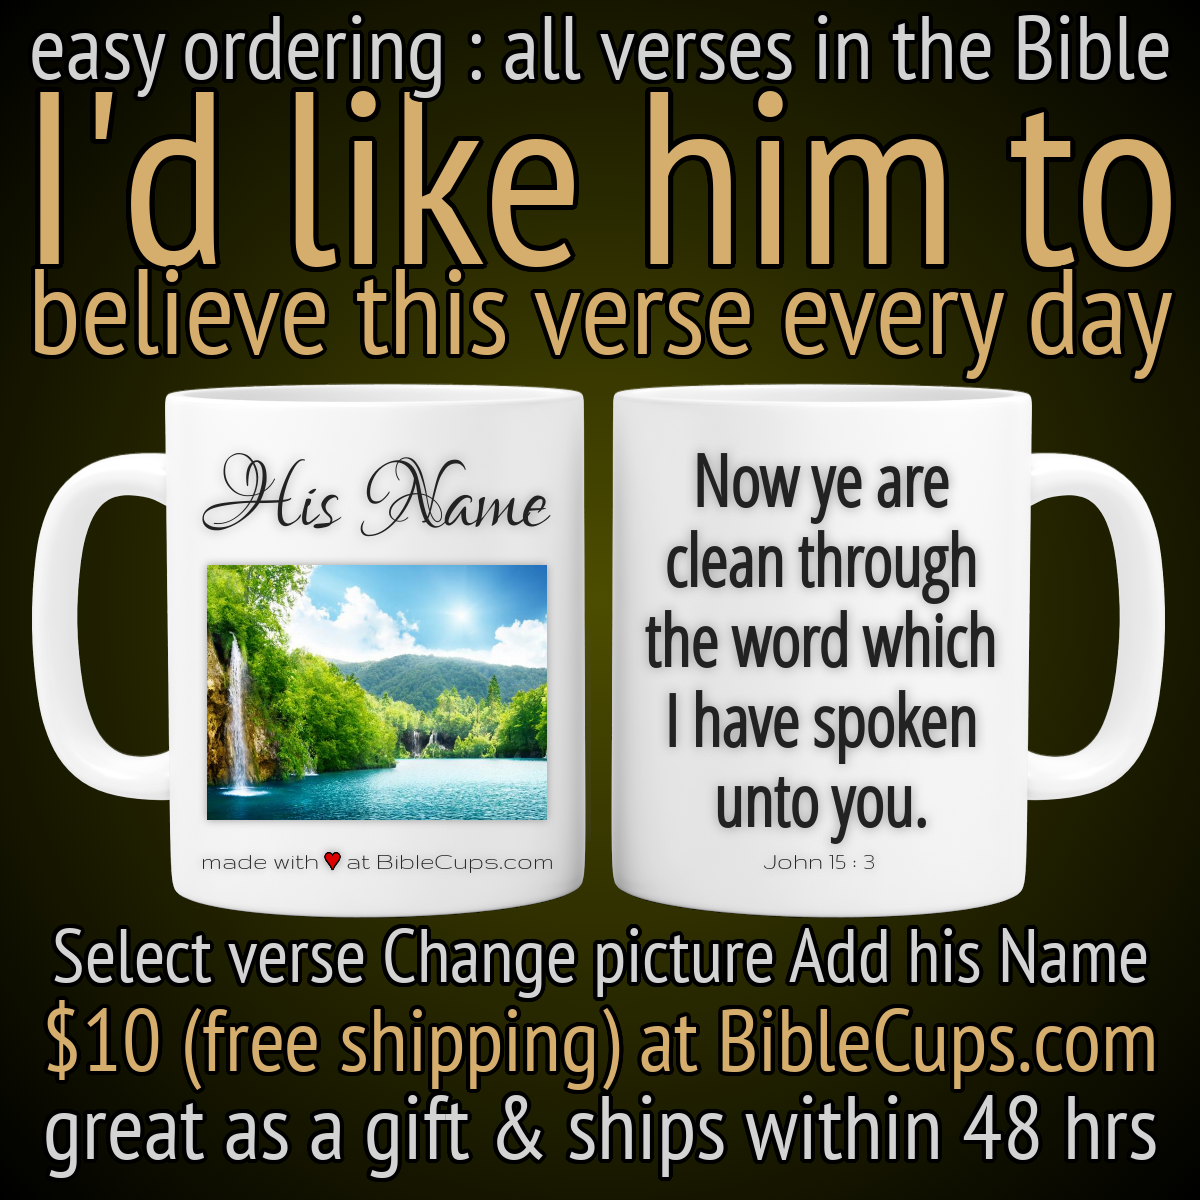 easy ordering : all verses in the Bible
I'd like him to
believe this verse every day
His Name
made with ♥ at BibleCups.com
Now ye are
clean through
the word which
I have spoken
unto you.
John 15 : 3
Select verse Change picture Add his Name
$10 (free shipping) at BibleCups.com
great as a gift & ships within 48 hrs